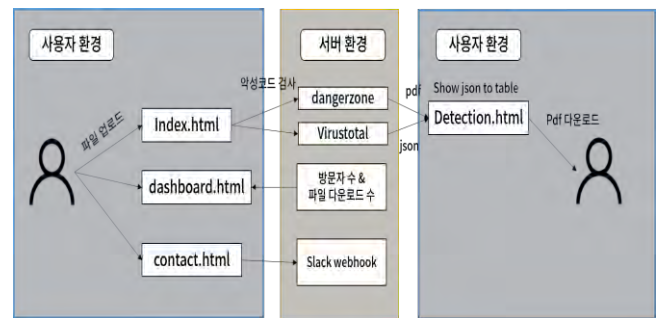 사용자 환경
서버 환경
사용자 환경
파일 업로드
Index.html
dashboard.html
contact.html
악성코드 검사
dangerzone
Virustotal
방문자 수 &
파일 다운로드 수
Slack webhook
pdf
json
Show json to table
Detection.html
Pdf 다운로드